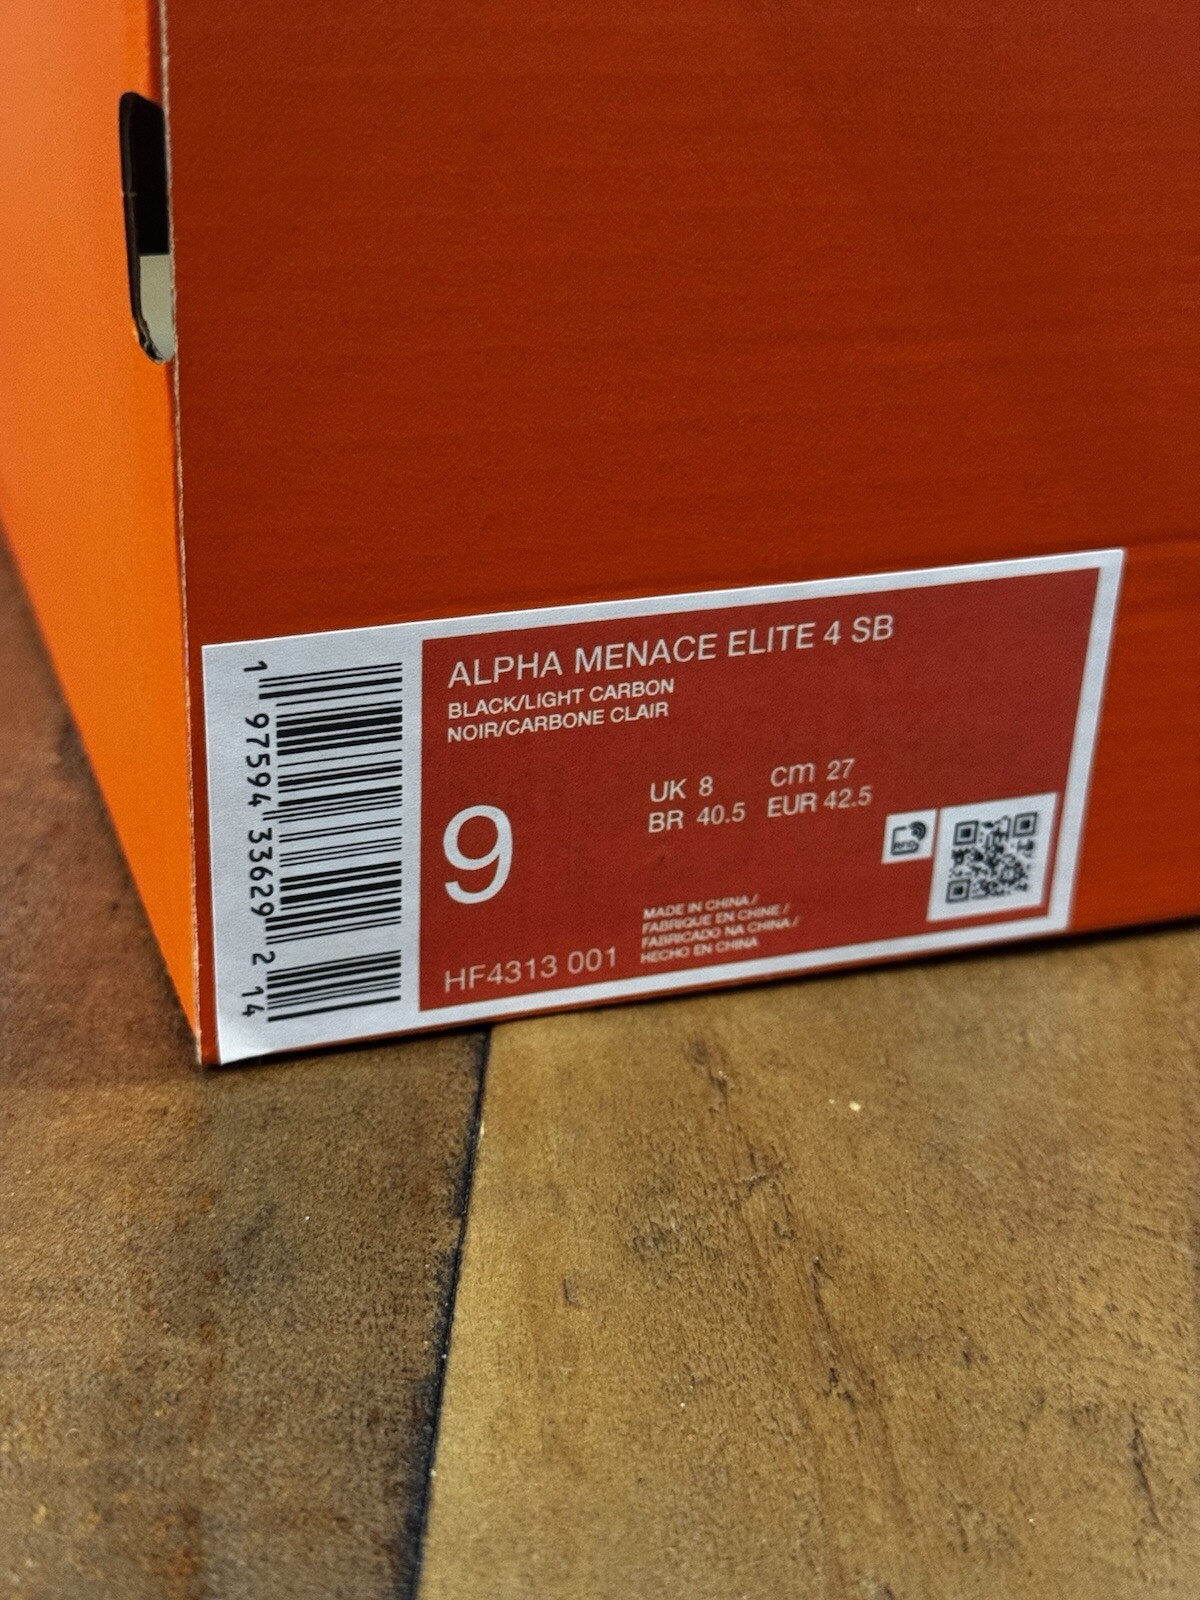 ALPHA MENACE ELITE 4 SB
BLACK/LIGHT CARBON
NOIR/CARBONE CLAIR
9
UK 8 cm 27
BR 40.5 EUR 42.5
MADE IN CHINA /
FABRIQUE EN CHINE /
FABRICADO NA CHINA /
HECHO EN CHINA
HF4313 001
RFID
1 97594 33629 2 14